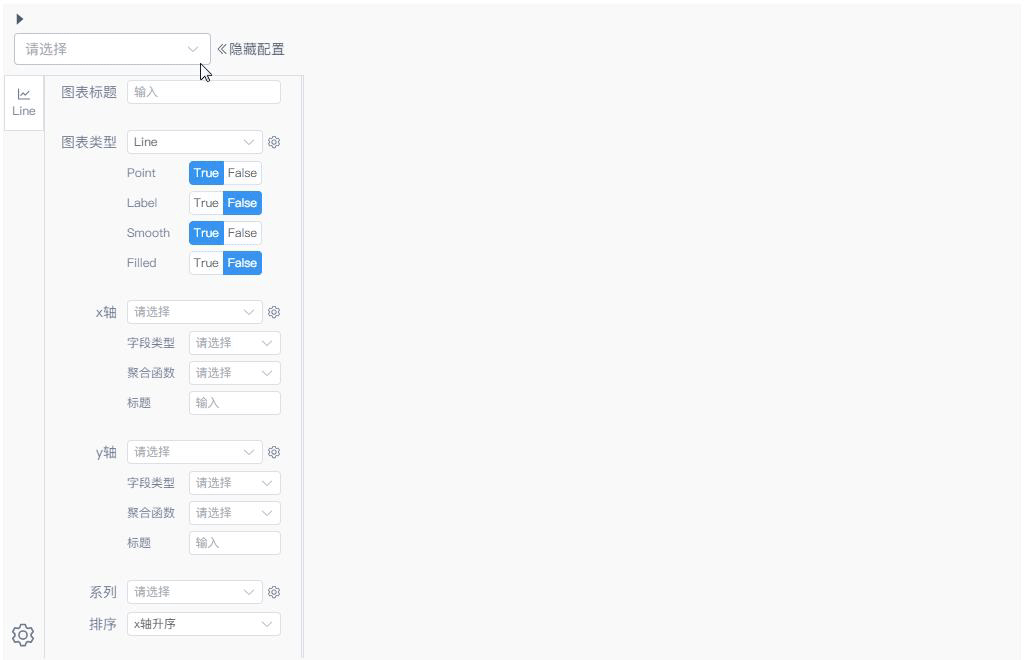 请选择 隐藏配置
Line
图表标题 输入
图表类型 Line
Point True False
Label True False
Smooth True False
Filled True False
x轴 请选择
字段类型 请选择
聚合函数 请选择
标题 输入
y轴 请选择
字段类型 请选择
聚合函数 请选择
标题 输入
系列 请选择
排序 x轴升序